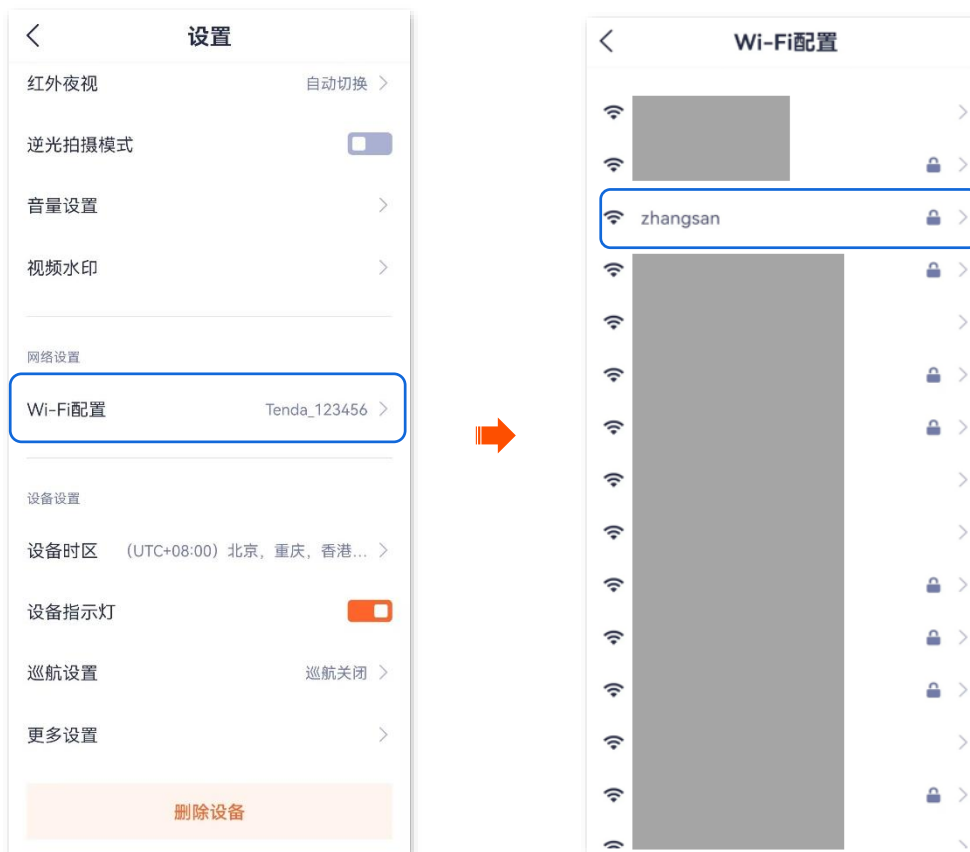 设置
红外夜视 自动切换
逆光拍摄模式
音量设置
视频水印
网络设置
Wi-Fi配置 Tenda_123456
设备设置
设备时区 (UTC+08:00) 北京，重庆，香港...
设备指示灯
巡航设置 巡航关闭
更多设置
删除设备
Wi-Fi配置
zhangsan